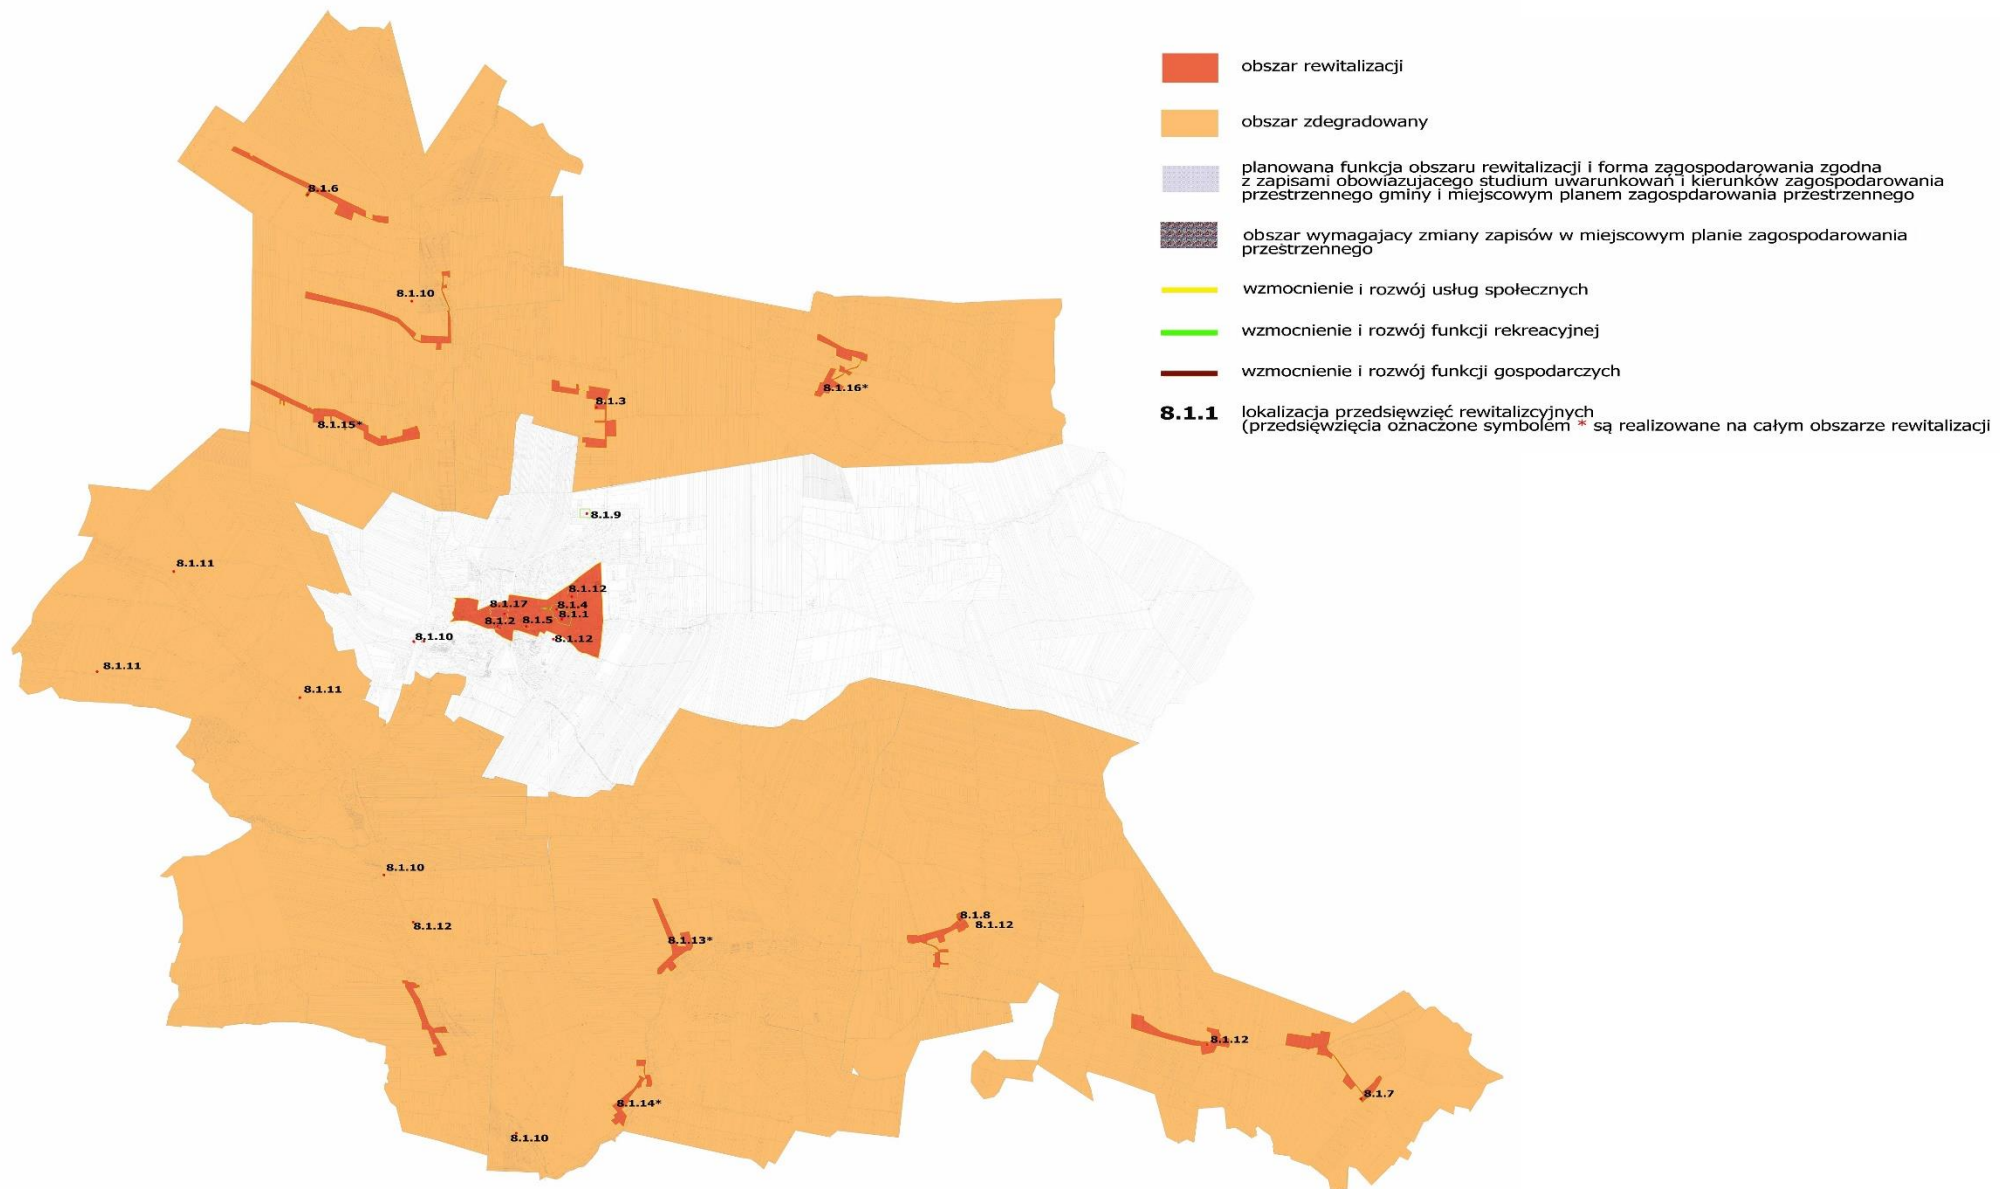 obszar rewitalizacji
obszar zdegradowany
planowana funkcja obszaru rewitalizacji i forma zagospodarowania zgodna
z zapisami obowiazujacego studium uwarunkowań i kierunków zagospodarowania
przestrzennego gminy i miejscowym planem zagospdarowania przestrzennego
obszar wymagajacy zmiany zapisów w miejscowym planie zagospodarowania
przestrzennego
wzmocnienie i rozwój usług społecznych
wzmocnienie i rozwój funkcji rekreacyjnej
wzmocnienie i rozwój funkcji gospodarczych
8.1.1 lokalizacja przedsięwzięć rewitalizcyjnych
(przedsięwzięcia oznaczone symbolem * są realizowane na całym obszarze rewitalizacji
8.1.6
8.1.10
8.1.16*
8.1.3
8.1.15*
8.1.9
8.1.11
8.1.12
8.1.17
8.1.4
8.1.1
8.1.2
8.1.5
8.1.10
8.1.12
8.1.11
8.1.11
8.1.10
8.1.12
8.1.13*
8.1.8
8.1.12
8.1.12
8.1.7
8.1.14*
8.1.10